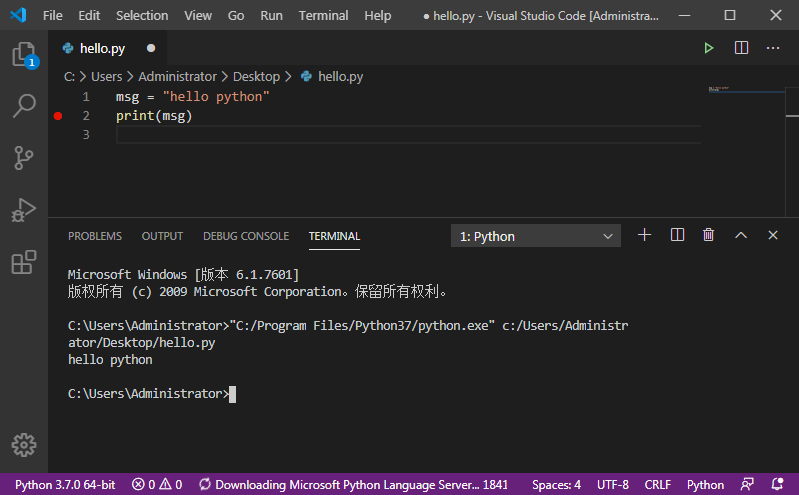 File Edit Selection View Go Run Terminal Help ● hello.py - Visual Studio Code [Administra...
hello.py ●
C: > Users > Administrator > Desktop > hello.py
1
1 msg = "hello python"
2 print(msg)
3
PROBLEMS OUTPUT DEBUG CONSOLE TERMINAL 1: Python
Microsoft Windows [版本 6.1.7601]
版权所有 (c) 2009 Microsoft Corporation。保留所有权利。
C:\Users\Administrator>"C:/Program Files/Python37/python.exe" c:/Users/Administr
ator/Desktop/hello.py
hello python
C:\Users\Administrator>
Python 3.7.0 64-bit 0 0 Downloading Microsoft Python Language Server... 1841 Spaces: 4 UTF-8 CRLF Python